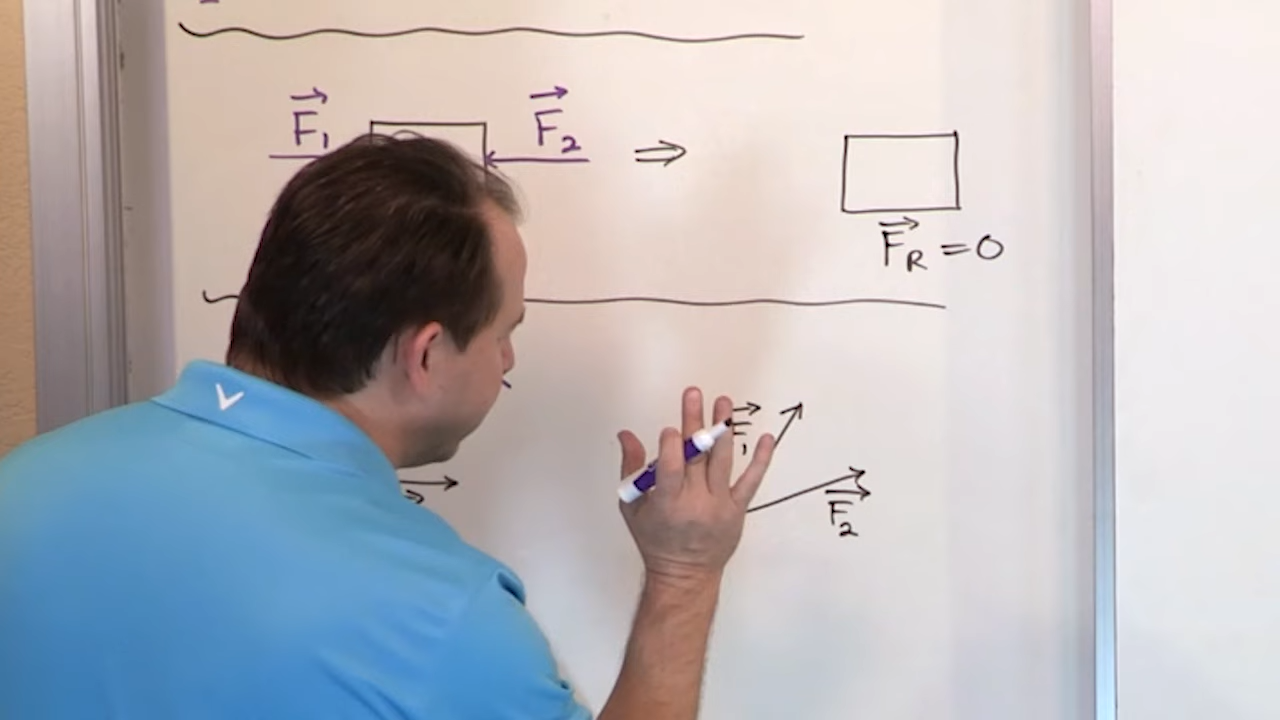 F₁ F₂ ⇒
F_R = 0
F₁
F₂